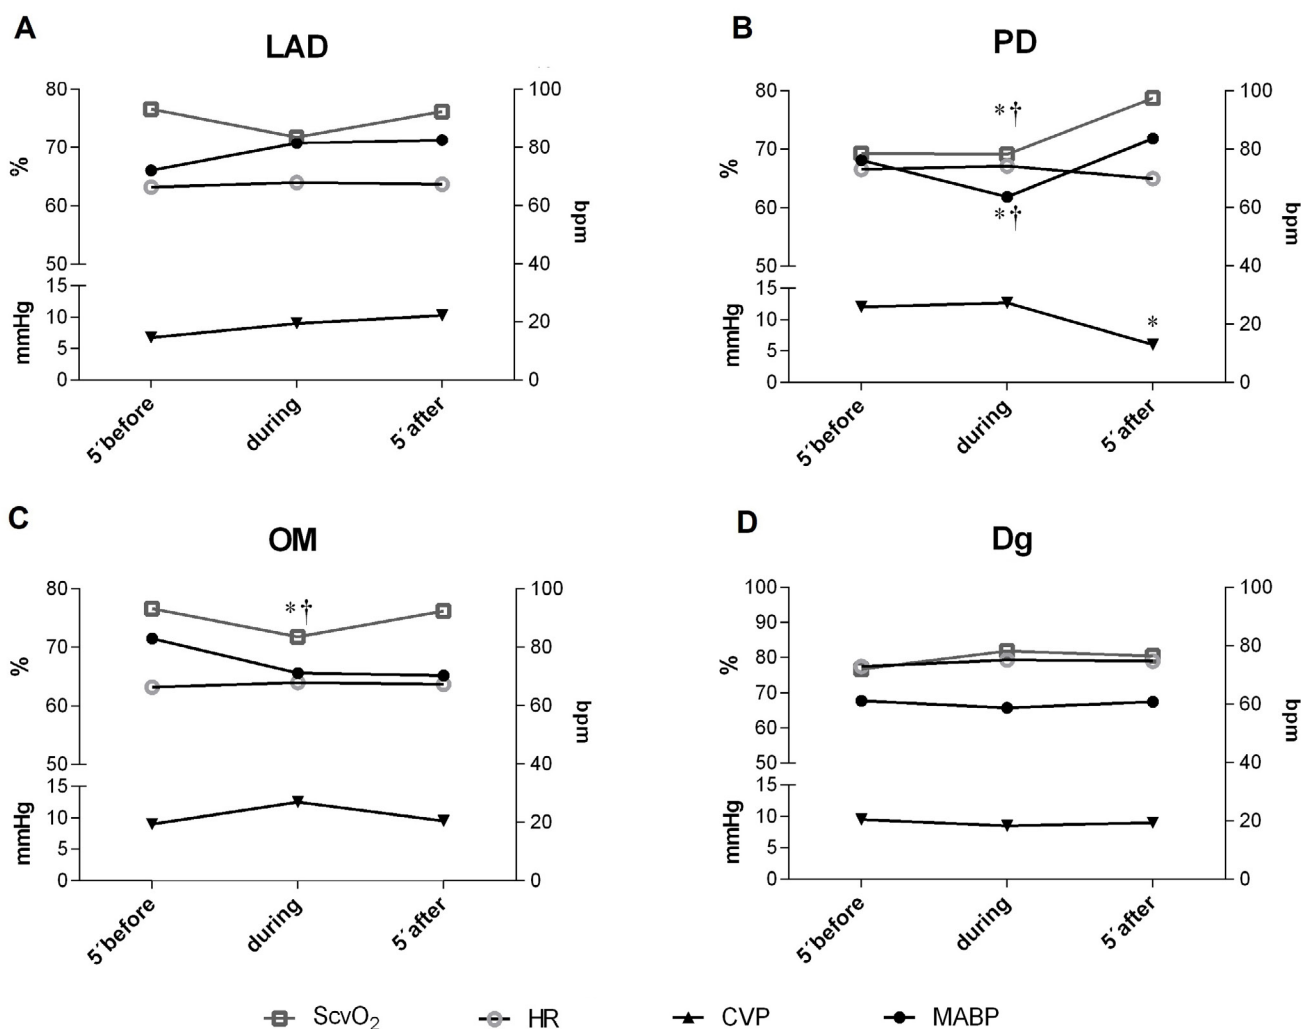 A
LAD
80
70
60
50
%
15
10
5
0
mmHg
100
80
60
40
20
0
bpm
5´before
during
5´after
B
PD
80
70
60
50
%
15
10
5
0
mmHg
100
80
60
40
20
0
bpm
*†
*†
*
5´before
during
5´after
C
OM
80
70
60
50
%
15
10
5
0
mmHg
100
80
60
40
20
0
bpm
*†
5´before
during
5´after
D
Dg
100
90
80
70
60
50
%
15
10
5
0
mmHg
100
80
60
40
20
0
bpm
5´before
during
5´after
ScvO₂ HR CVP MABP